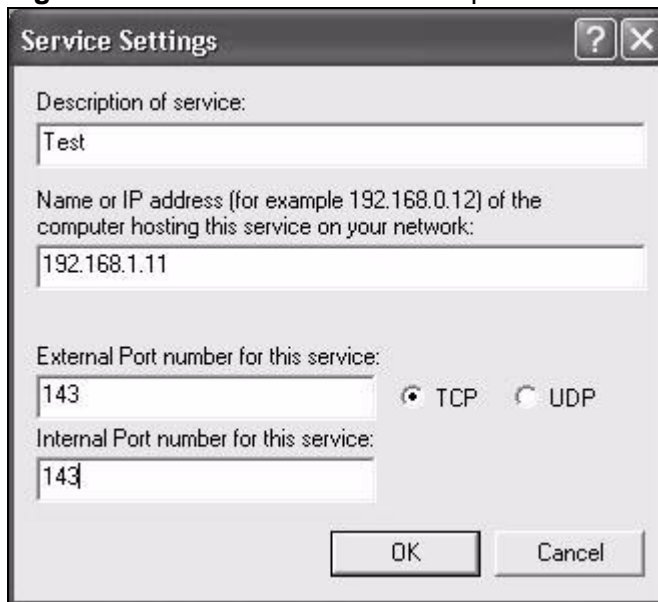 Service Settings
Description of service:
Test
Name or IP address (for example 192.168.0.12) of the
computer hosting this service on your network:
192.168.1.11
External Port number for this service:
143
TCP
UDP
Internal Port number for this service:
143
OK
Cancel